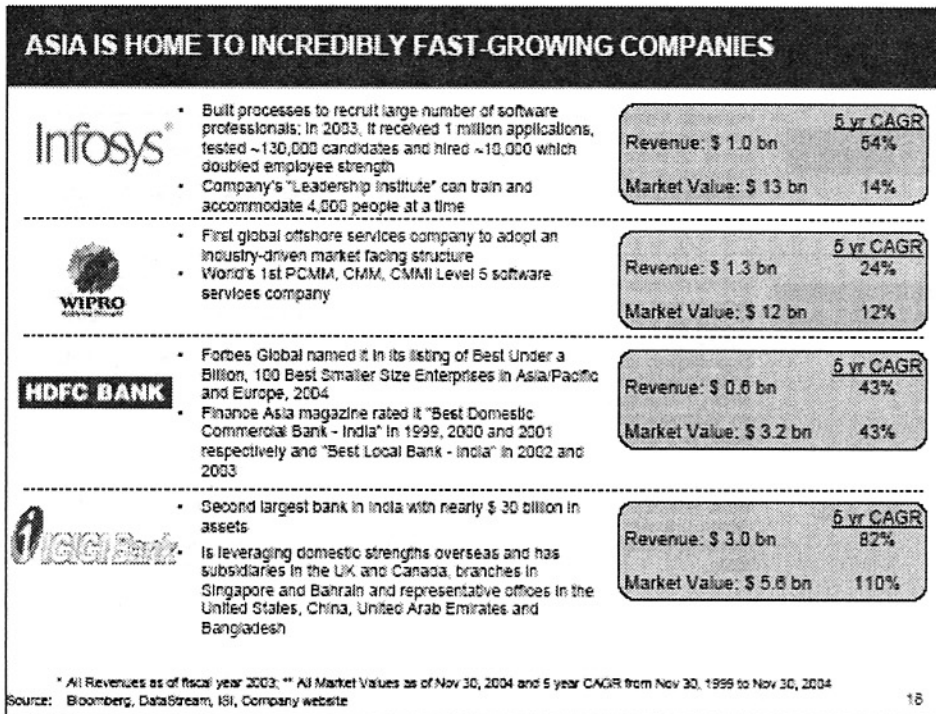 ASIA IS HOME TO INCREDIBLY FAST-GROWING COMPANIES
Infosys®
• Built processes to recruit large number of software
professionals; in 2003, it received 1 million applications,
tested ~130,000 candidates and hired ~10,000 which
doubled employee strength
• Company's "Leadership Institute" can train and
accommodate 4,000 people at a time
5 yr CAGR
Revenue: $ 1.0 bn 54%
Market Value: $ 13 bn 14%
WIPRO
Applying Thought
• First global offshore services company to adopt an
industry-driven market facing structure
• World's 1st PCMM, CMM, CMMI Level 5 software
services company
5 yr CAGR
Revenue: $ 1.3 bn 24%
Market Value: $ 12 bn 12%
HDFC BANK
• Forbes Global named it in its listing of Best Under a
Billion, 100 Best Smaller Size Enterprises in Asia/Pacific
and Europe, 2004
• Finance Asia magazine rated it "Best Domestic
Commercial Bank - India" in 1999, 2000 and 2001
respectively and "Best Local Bank - India" in 2002 and
2003
5 yr CAGR
Revenue: $ 0.6 bn 43%
Market Value: $ 3.2 bn 43%
ICICI Bank
• Second largest bank in India with nearly $ 30 billion in
assets
• Is leveraging domestic strengths overseas and has
subsidiaries in the UK and Canada, branches in
Singapore and Bahrain and representative offices in the
United States, China, United Arab Emirates and
Bangladesh
5 yr CAGR
Revenue: $ 3.0 bn 82%
Market Value: $ 5.6 bn 110%
* All Revenues as of fiscal year 2003; ** All Market Values as of Nov 30, 2004 and 5 year CAGR from Nov 30, 1999 to Nov 30, 2004
Source: Bloomberg, DataStream, ISI, Company website
18